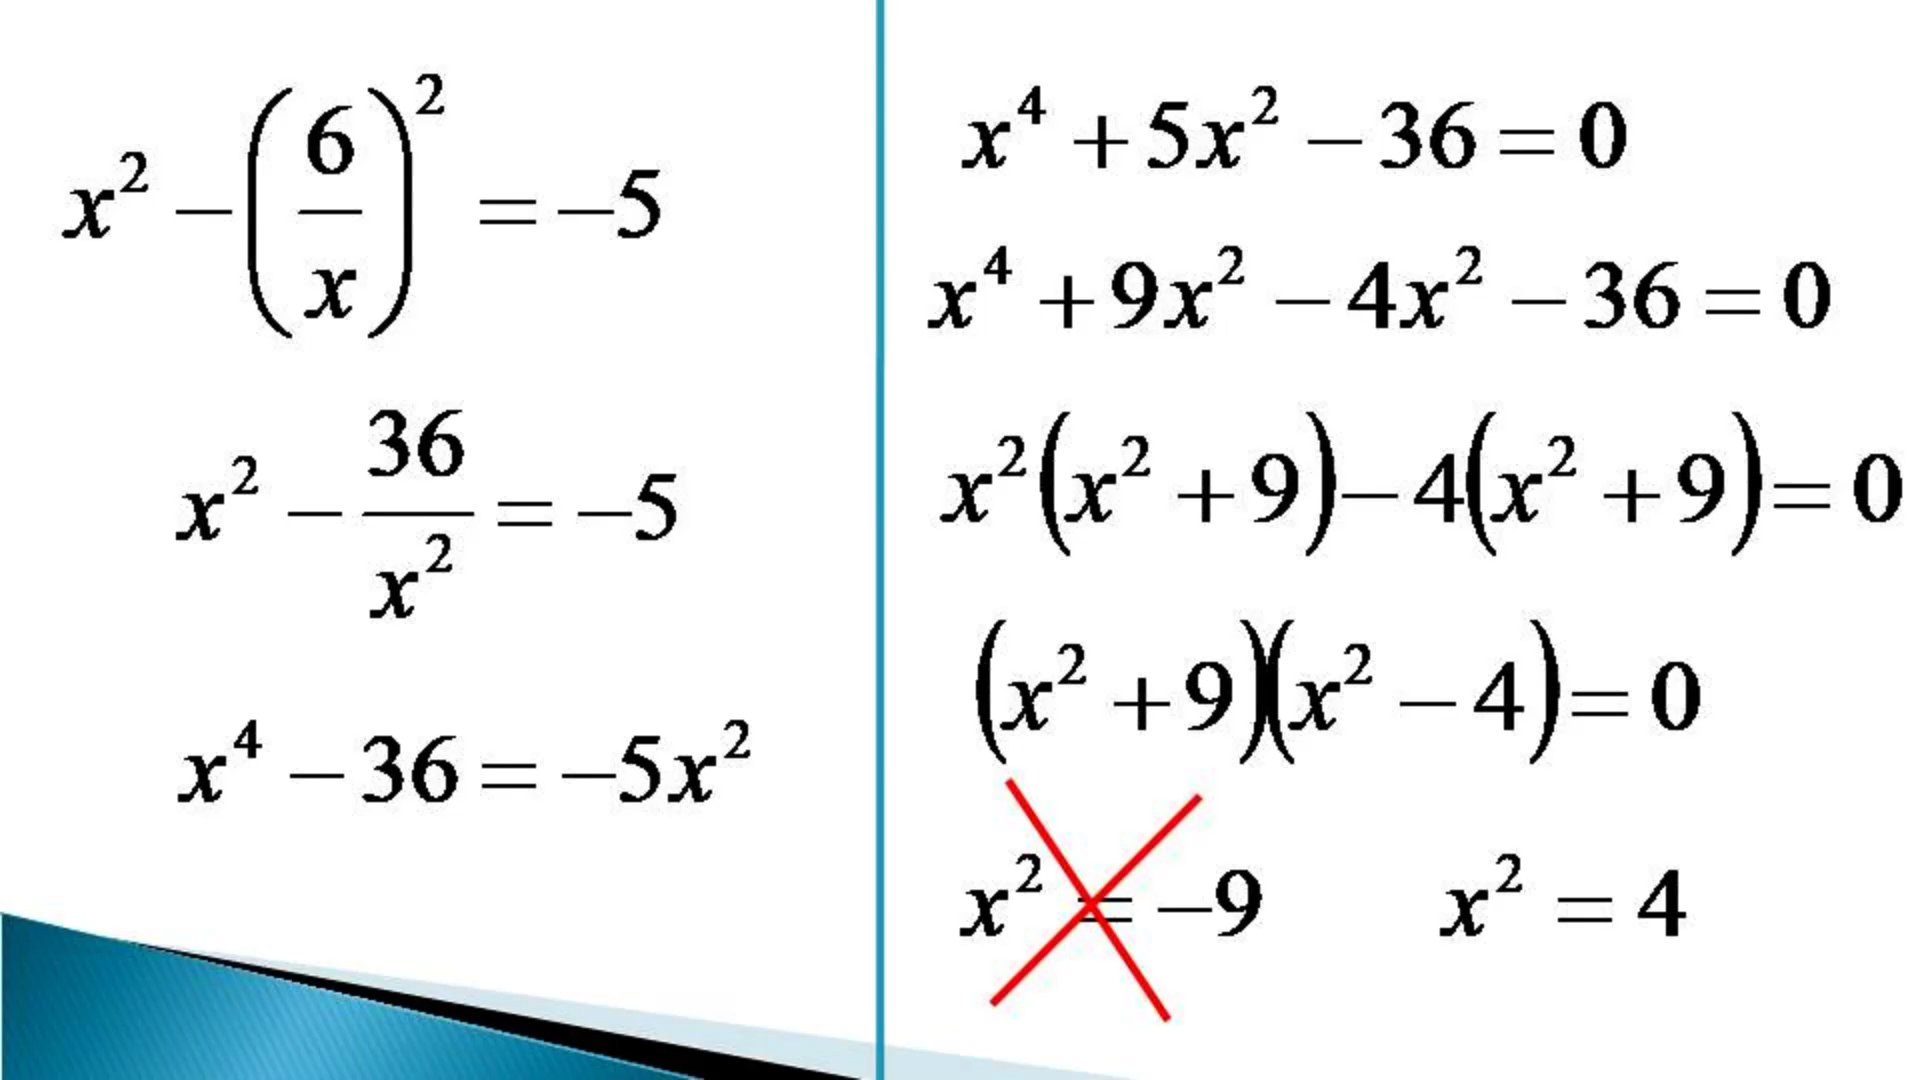 x² − (6/x)² = −5
x² − 36/x² = −5
x⁴ − 36 = −5x²
x⁴ + 5x² − 36 = 0
x⁴ + 9x² − 4x² − 36 = 0
x²(x² + 9) − 4(x² + 9) = 0
(x² + 9)(x² − 4) = 0
x² = −9 x² = 4